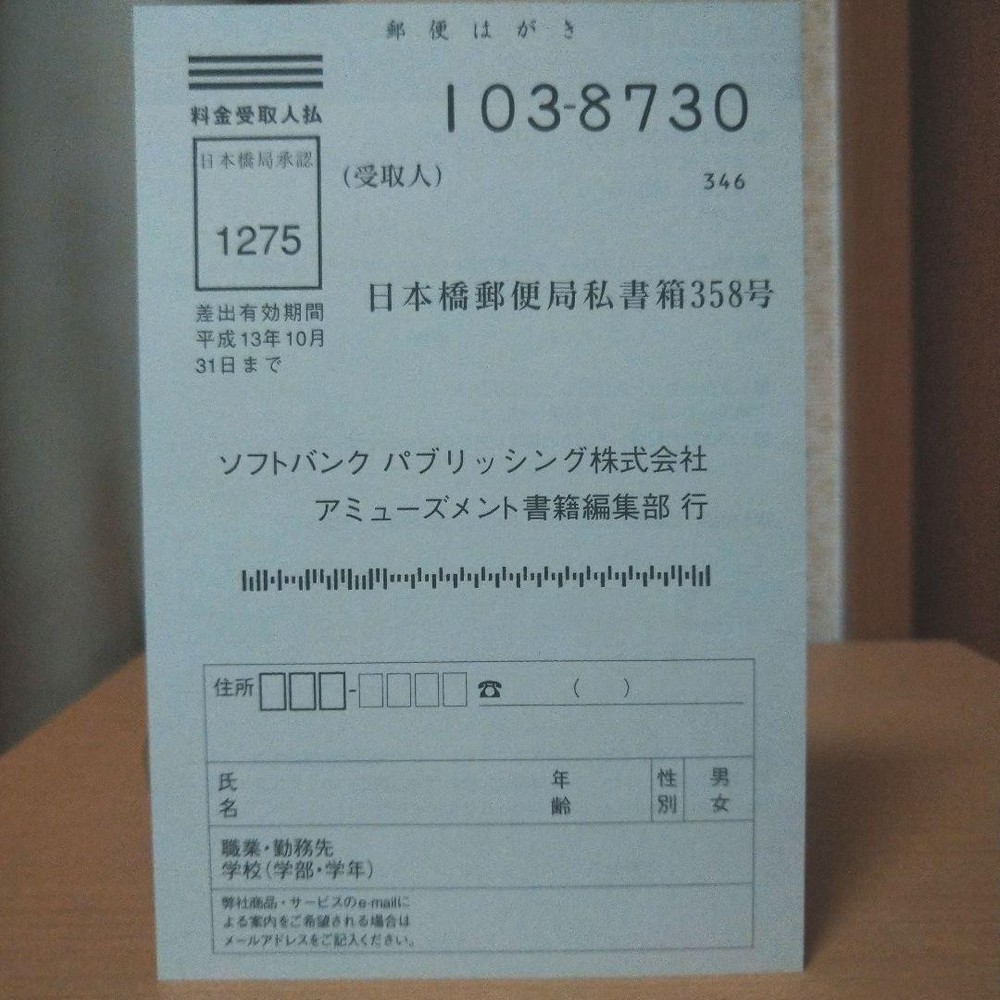 郵便はがき
料金受取人払
日本橋局承認
1275
差出有効期間
平成13年10月
31日まで
103-8730
(受取人)
346
日本橋郵便局私書箱358号
ソフトバンク パブリッシング株式会社
アミューズメント書籍編集部 行
住所 - ☎ ( )
氏名
年齢
性別
男
女
職業・勤務先
学校(学部・学年)
弊社商品・サービスのe-mailに
よる案内をご希望される場合は
メールアドレスをご記入ください。